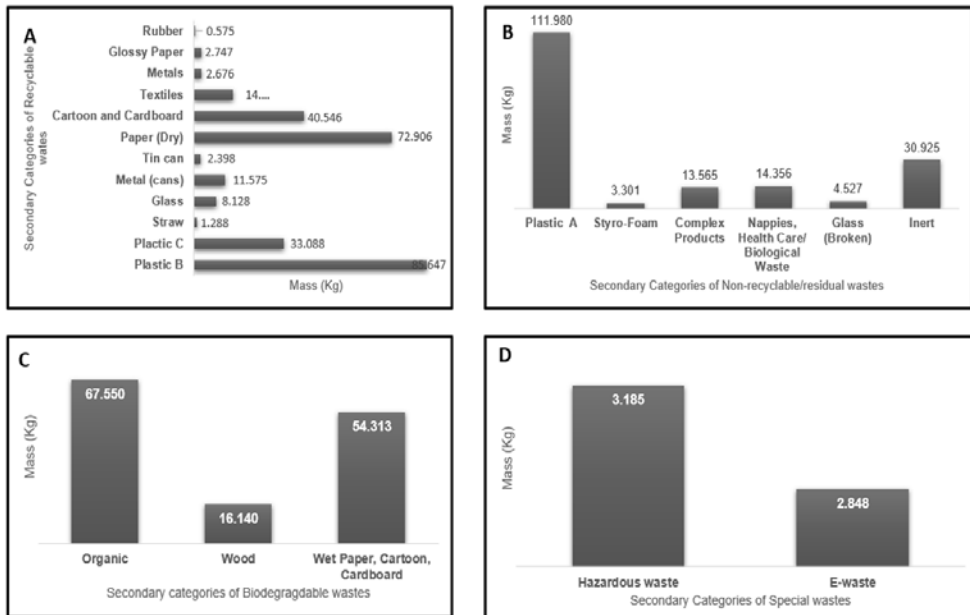 A
Secondary Categories of Recyclable
wates
Rubber 0.575
Glossy Paper 2.747
Metals 2.676
Textiles 14....
Cartoon and Cardboard 40.546
Paper (Dry) 72.906
Tin can 2.398
Metal (cans) 11.575
Glass 8.128
Straw 1.288
Plactic C 33.088
Plastic B 85.647
Mass (Kg)
B
Mass (Kg)
111.980
3.301
13.565
14.356
4.527
30.925
Plastic A
Styro-Foam
Complex
Products
Nappies,
Health Care/
Biological
Waste
Glass
(Broken)
Inert
Secondary Categories of Non-recyclable/residual wastes
C
Mass (Kg)
67.550
16.140
54.313
Organic
Wood
Wet Paper, Cartoon,
Cardboard
Secondary categories of Biodegragdable wastes
D
Mass (Kg)
3.185
2.848
Hazardous waste
E-waste
Secondary Categories of Special wastes